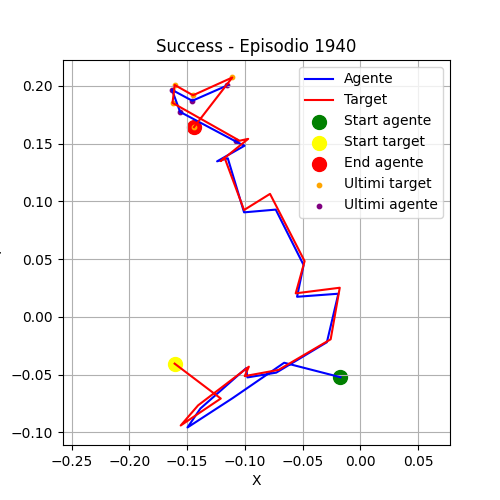 Success - Episodio 1940
Agente
Target
Start agente
Start target
End agente
Ultimi target
Ultimi agente
0.20
0.15
0.10
0.05
0.00
−0.05
−0.10
−0.25
−0.20
−0.15
−0.10
−0.05
0.00
0.05
X